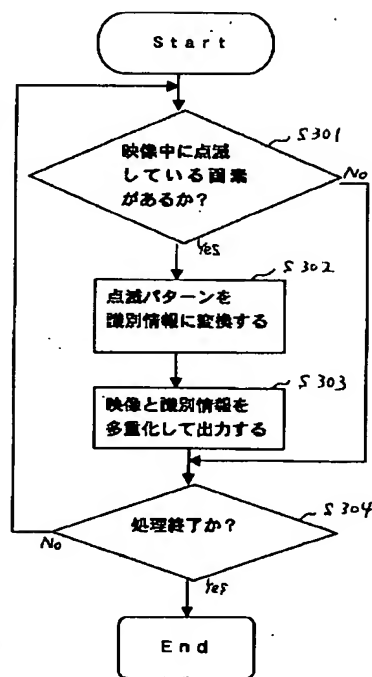 Start
S301
映像中に点滅
している画素
があるか？
No
Yes
S302
点滅パターンを
識別情報に変換する
S303
映像と識別情報を
多重化して出力する
S304
処理終了か？
No
Yes
End